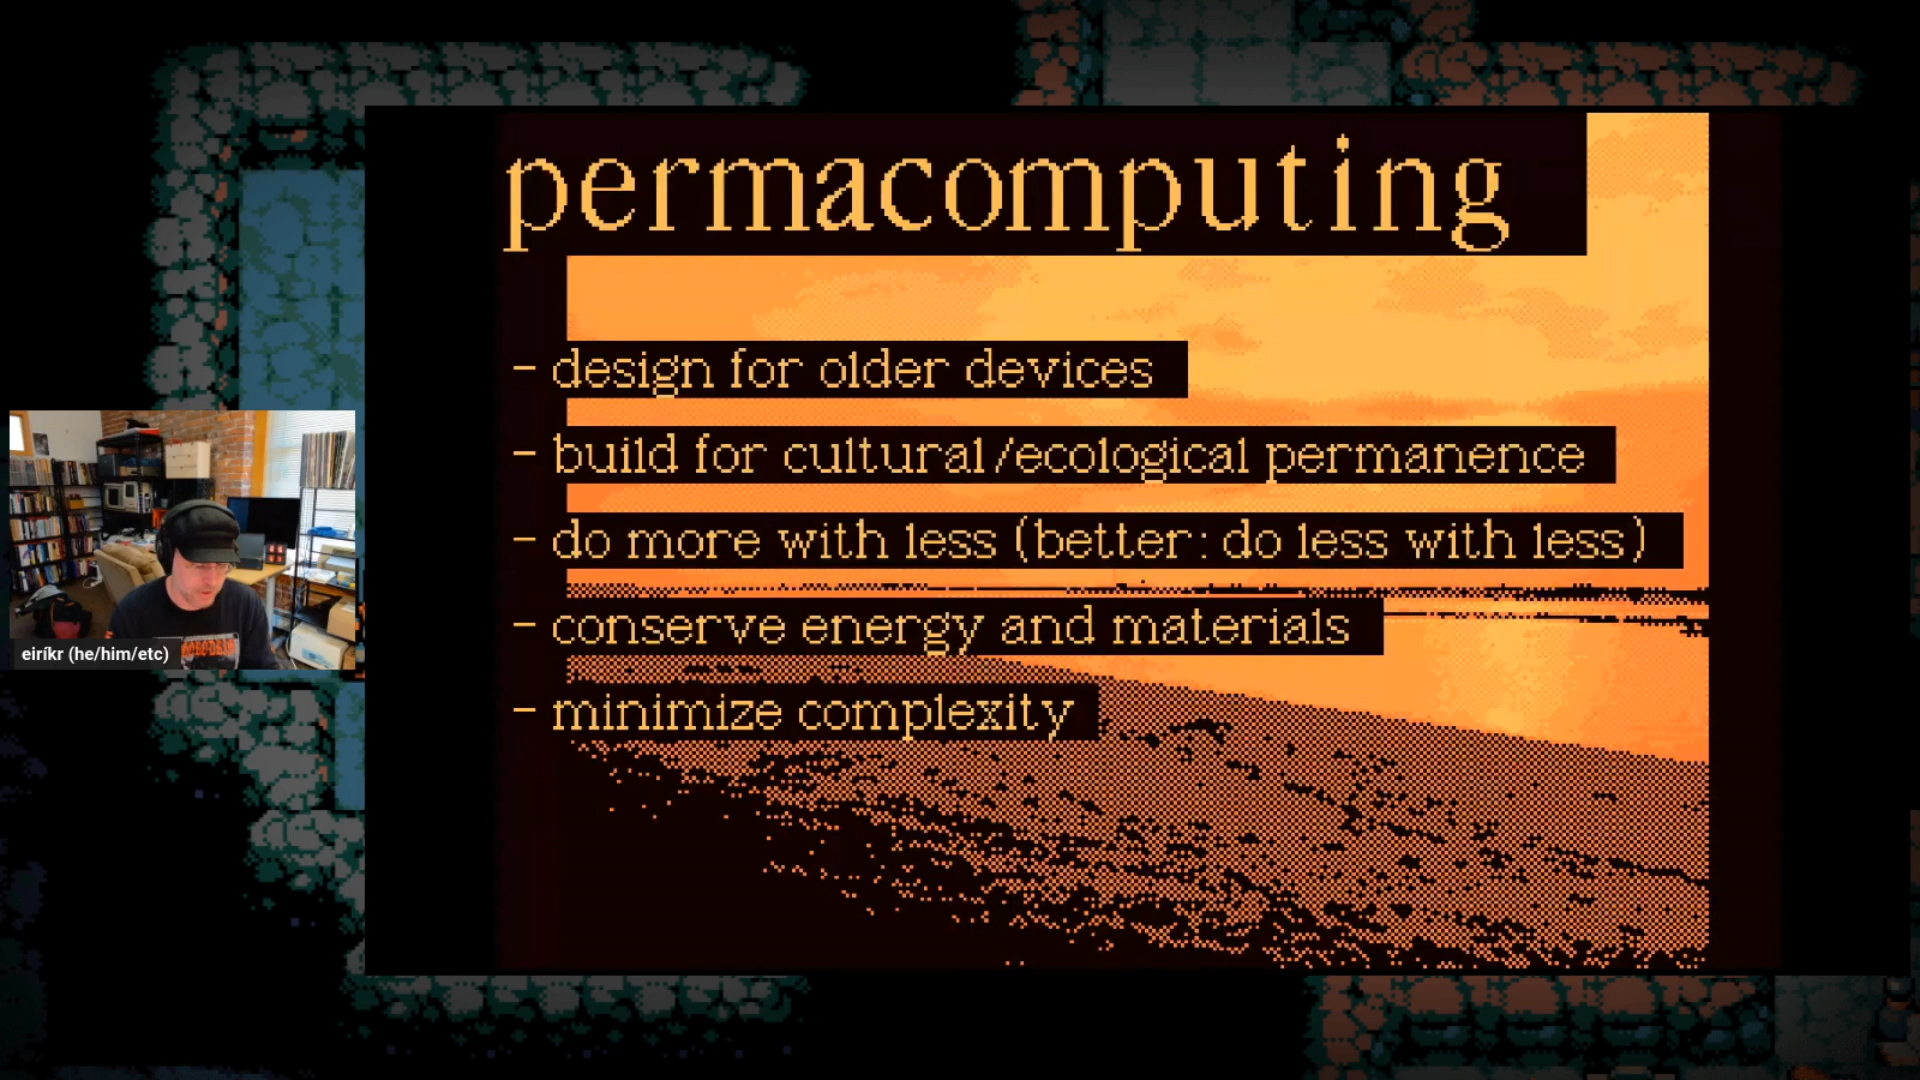 permacomputing
- design for older devices
- build for cultural/ecological permanence
- do more with less (better: do less with less)
- conserve energy and materials
- minimize complexity
eiríkr (he/him/etc)